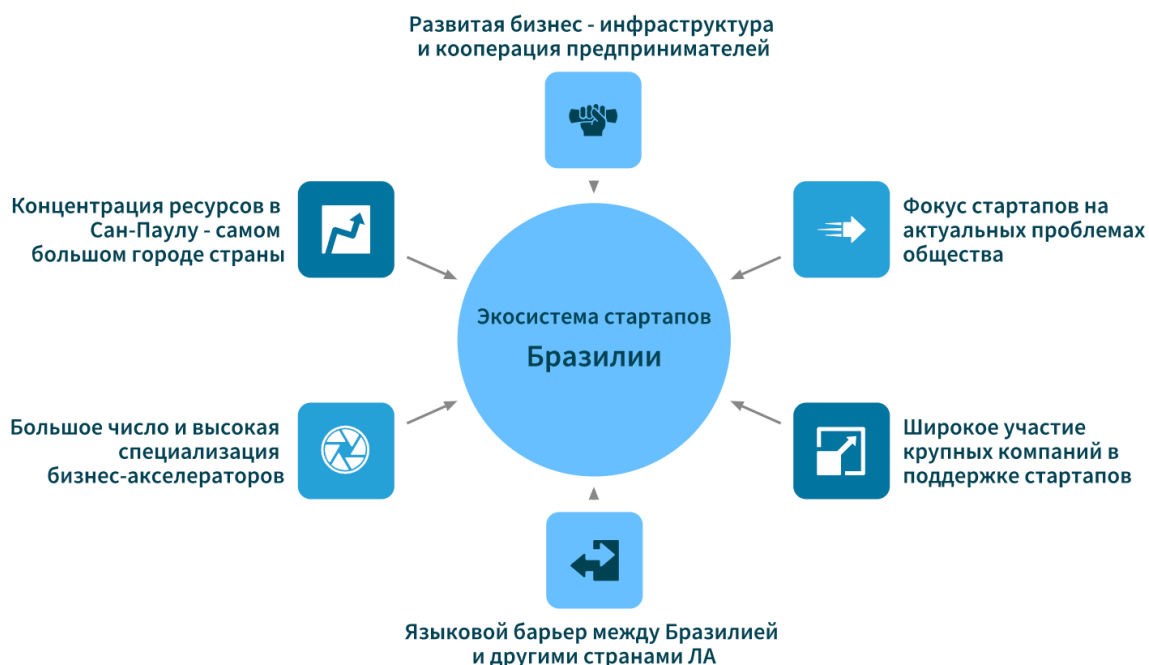 Развитая бизнес - инфраструктура
и кооперация предпринимателей
Концентрация ресурсов в
Сан-Паулу - самом
большом городе страны
Фокус стартапов на
актуальных проблемах
общества
Экосистема стартапов
Бразилии
Большое число и высокая
специализация
бизнес-акселераторов
Широкое участие
крупных компаний в
поддержке стартапов
Языковой барьер между Бразилией
и другими странами ЛА